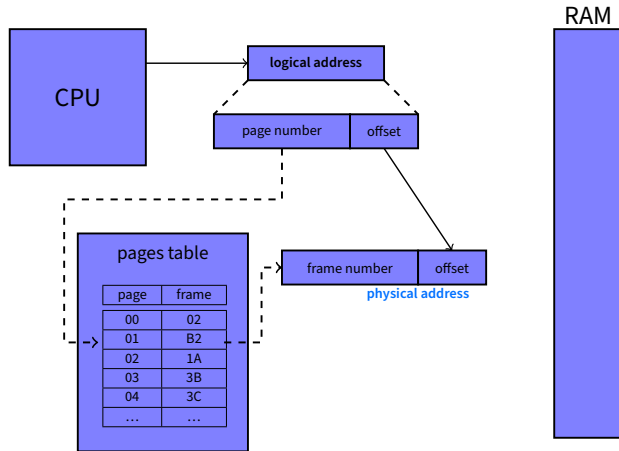 RAM
CPU
logical address
page number offset
pages table
frame number offset
physical address
page frame
00 02
01 B2
02 1A
03 3B
04 3C
… …